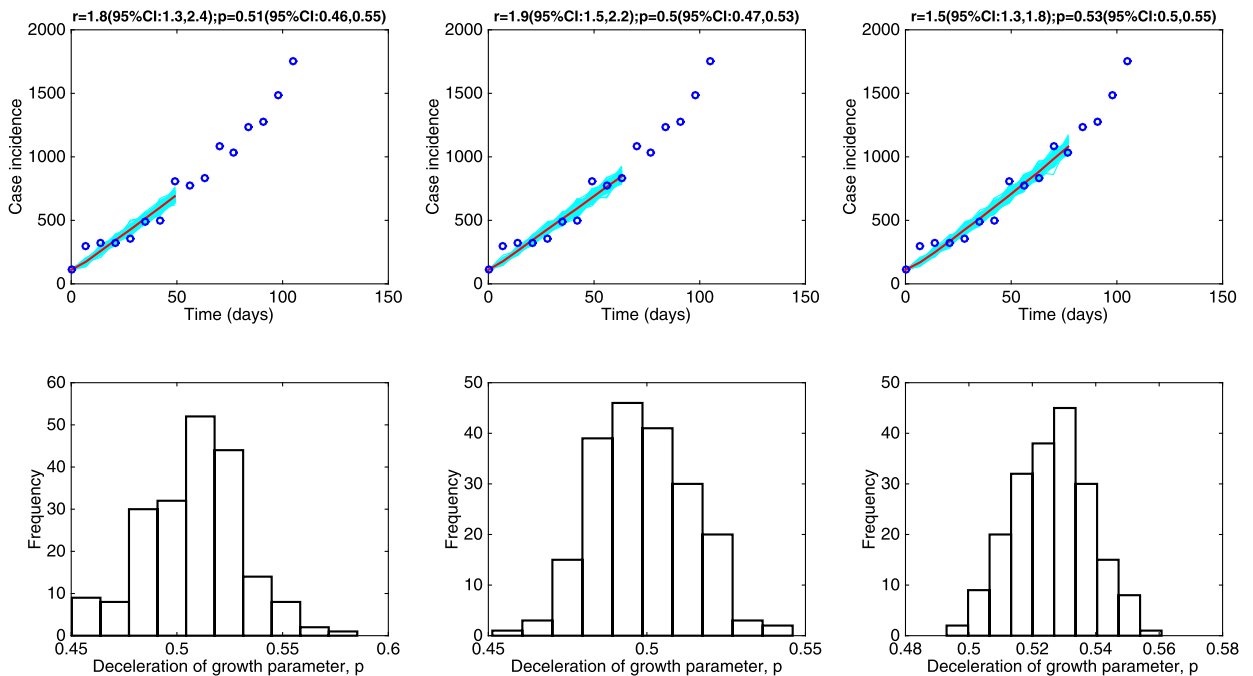 r=1.8(95%CI:1.3,2.4);p=0.51(95%CI:0.46,0.55)
2000
1500
1000
500
0
Case incidence
0 50 100 150
Time (days)
r=1.9(95%CI:1.5,2.2);p=0.5(95%CI:0.47,0.53)
2000
1500
1000
500
0
Case incidence
0 50 100 150
Time (days)
r=1.5(95%CI:1.3,1.8);p=0.53(95%CI:0.5,0.55)
2000
1500
1000
500
0
Case incidence
0 50 100 150
Time (days)
60
50
40
30
20
10
0
Frequency
0.45 0.5 0.55 0.6
Deceleration of growth parameter, p
50
40
30
20
10
0
Frequency
0.45 0.5 0.55
Deceleration of growth parameter, p
50
40
30
20
10
0
Frequency
0.48 0.5 0.52 0.54 0.56 0.58
Deceleration of growth parameter, p